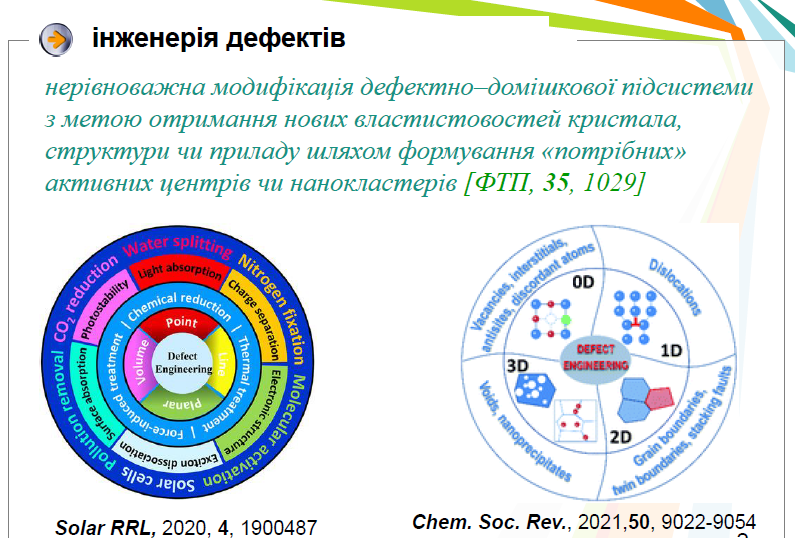 інженерія дефектів
нерівноважна модифікація дефектно–домішкової підсистеми
з метою отримання нових властистовостей кристала,
структури чи приладу шляхом формування «потрібних»
активних центрів чи нанокластерів [ФТП, 35, 1029]
CO2 reduction
Water splitting
Nitrogen fixation
Molecular activation
Solar cells
Pollution removal
Photostability
Light absorption
Charge separation
Electronic structure
Exciton dissociation
Surface absorption
| Chemical reduction |
Thermal treatment |
Force-induced treatment
Point
Line
Planar
Volume
Defect
Engineering
Vacancies, interstitials,
antisites, discordant atoms
Dislocations
0D
1D
DEFECT
ENGINEERING
3D
2D
Voids, nanoprecipitates
Grain boundaries,
twin boundaries, stacking faults
Solar RRL, 2020, 4, 1900487
Chem. Soc. Rev., 2021,50, 9022-9054